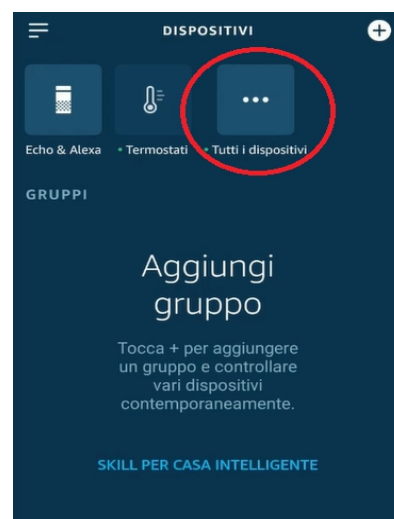 DISPOSITIVI
Echo & Alexa
• Termostati
• Tutti i dispositivi
GRUPPI
Aggiungi
gruppo
Tocca + per aggiungere
un gruppo e controllare
vari dispositivi
contemporaneamente.
SKILL PER CASA INTELLIGENTE